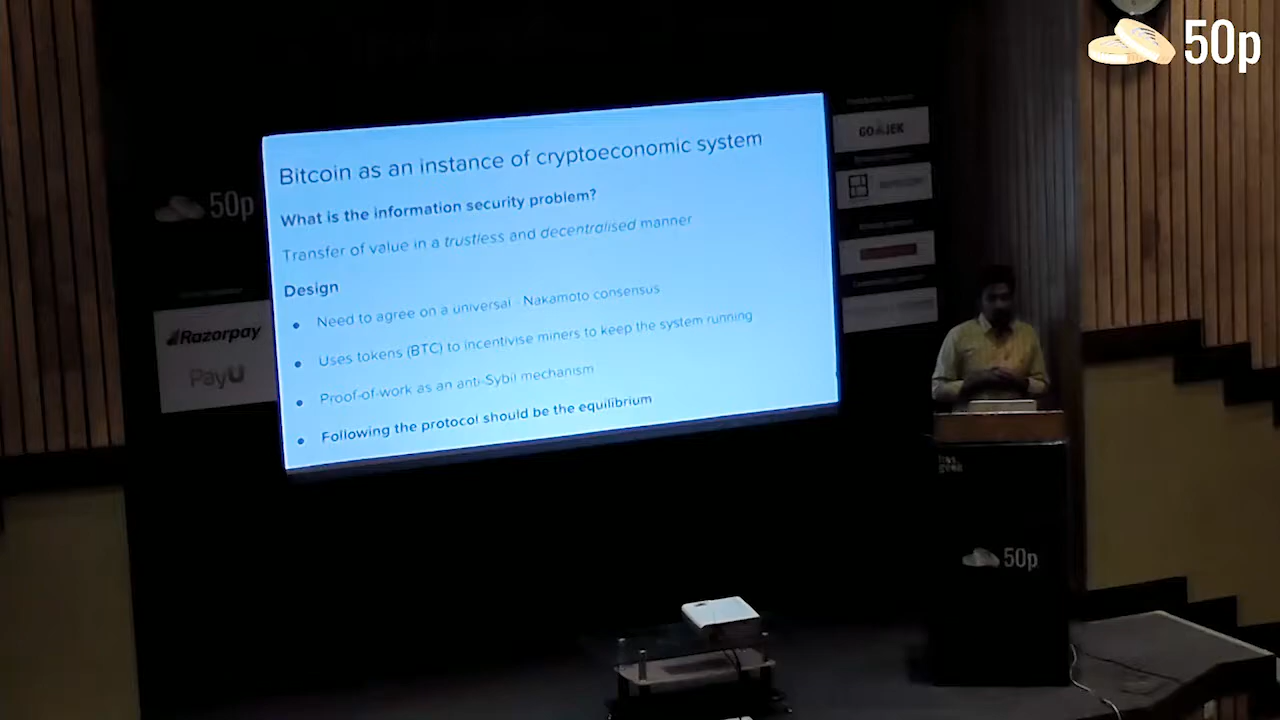 50p
Bitcoin as an instance of cryptoeconomic system
What is the information security problem?
Transfer of value in a trustless and decentralised manner
Design
• Need to agree on a universal - Nakamoto consensus
• Uses tokens (BTC) to incentivise miners to keep the system running
• Proof-of-work as an anti-Sybil mechanism
• Following the protocol should be the equilibrium
50p
Razorpay
PayU
GO-JEK
50p